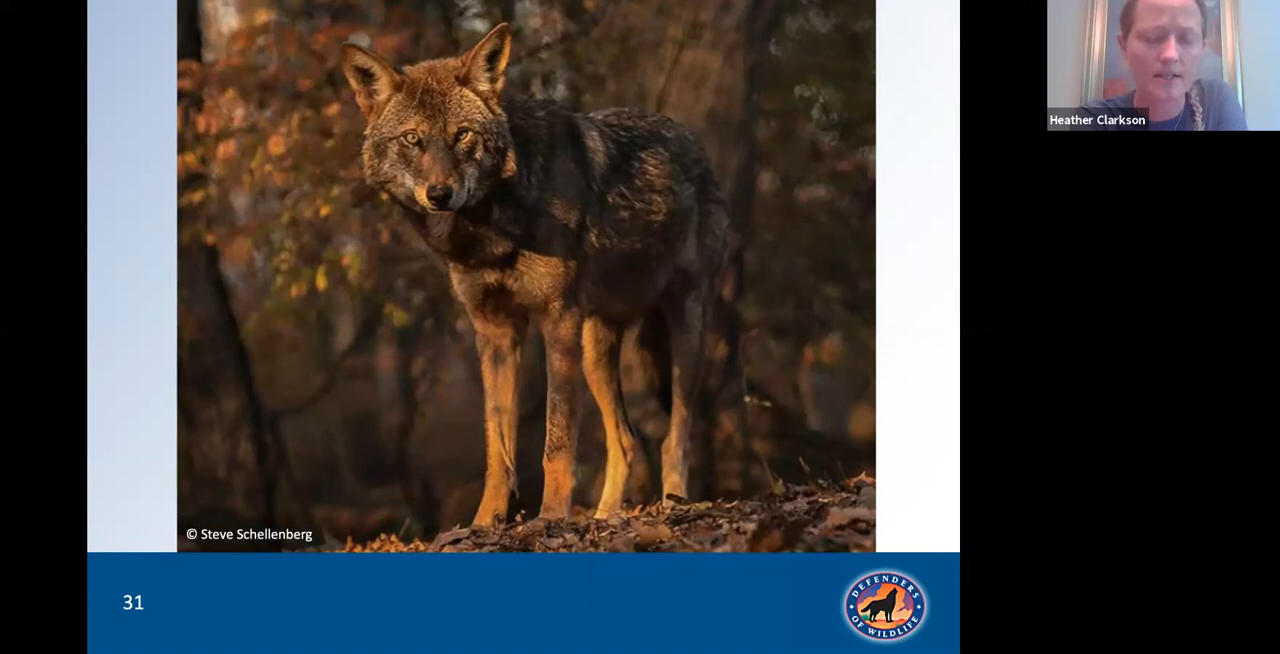 Heather Clarkson
© Steve Schellenberg
31
DEFENDERS
OF WILDLIFE